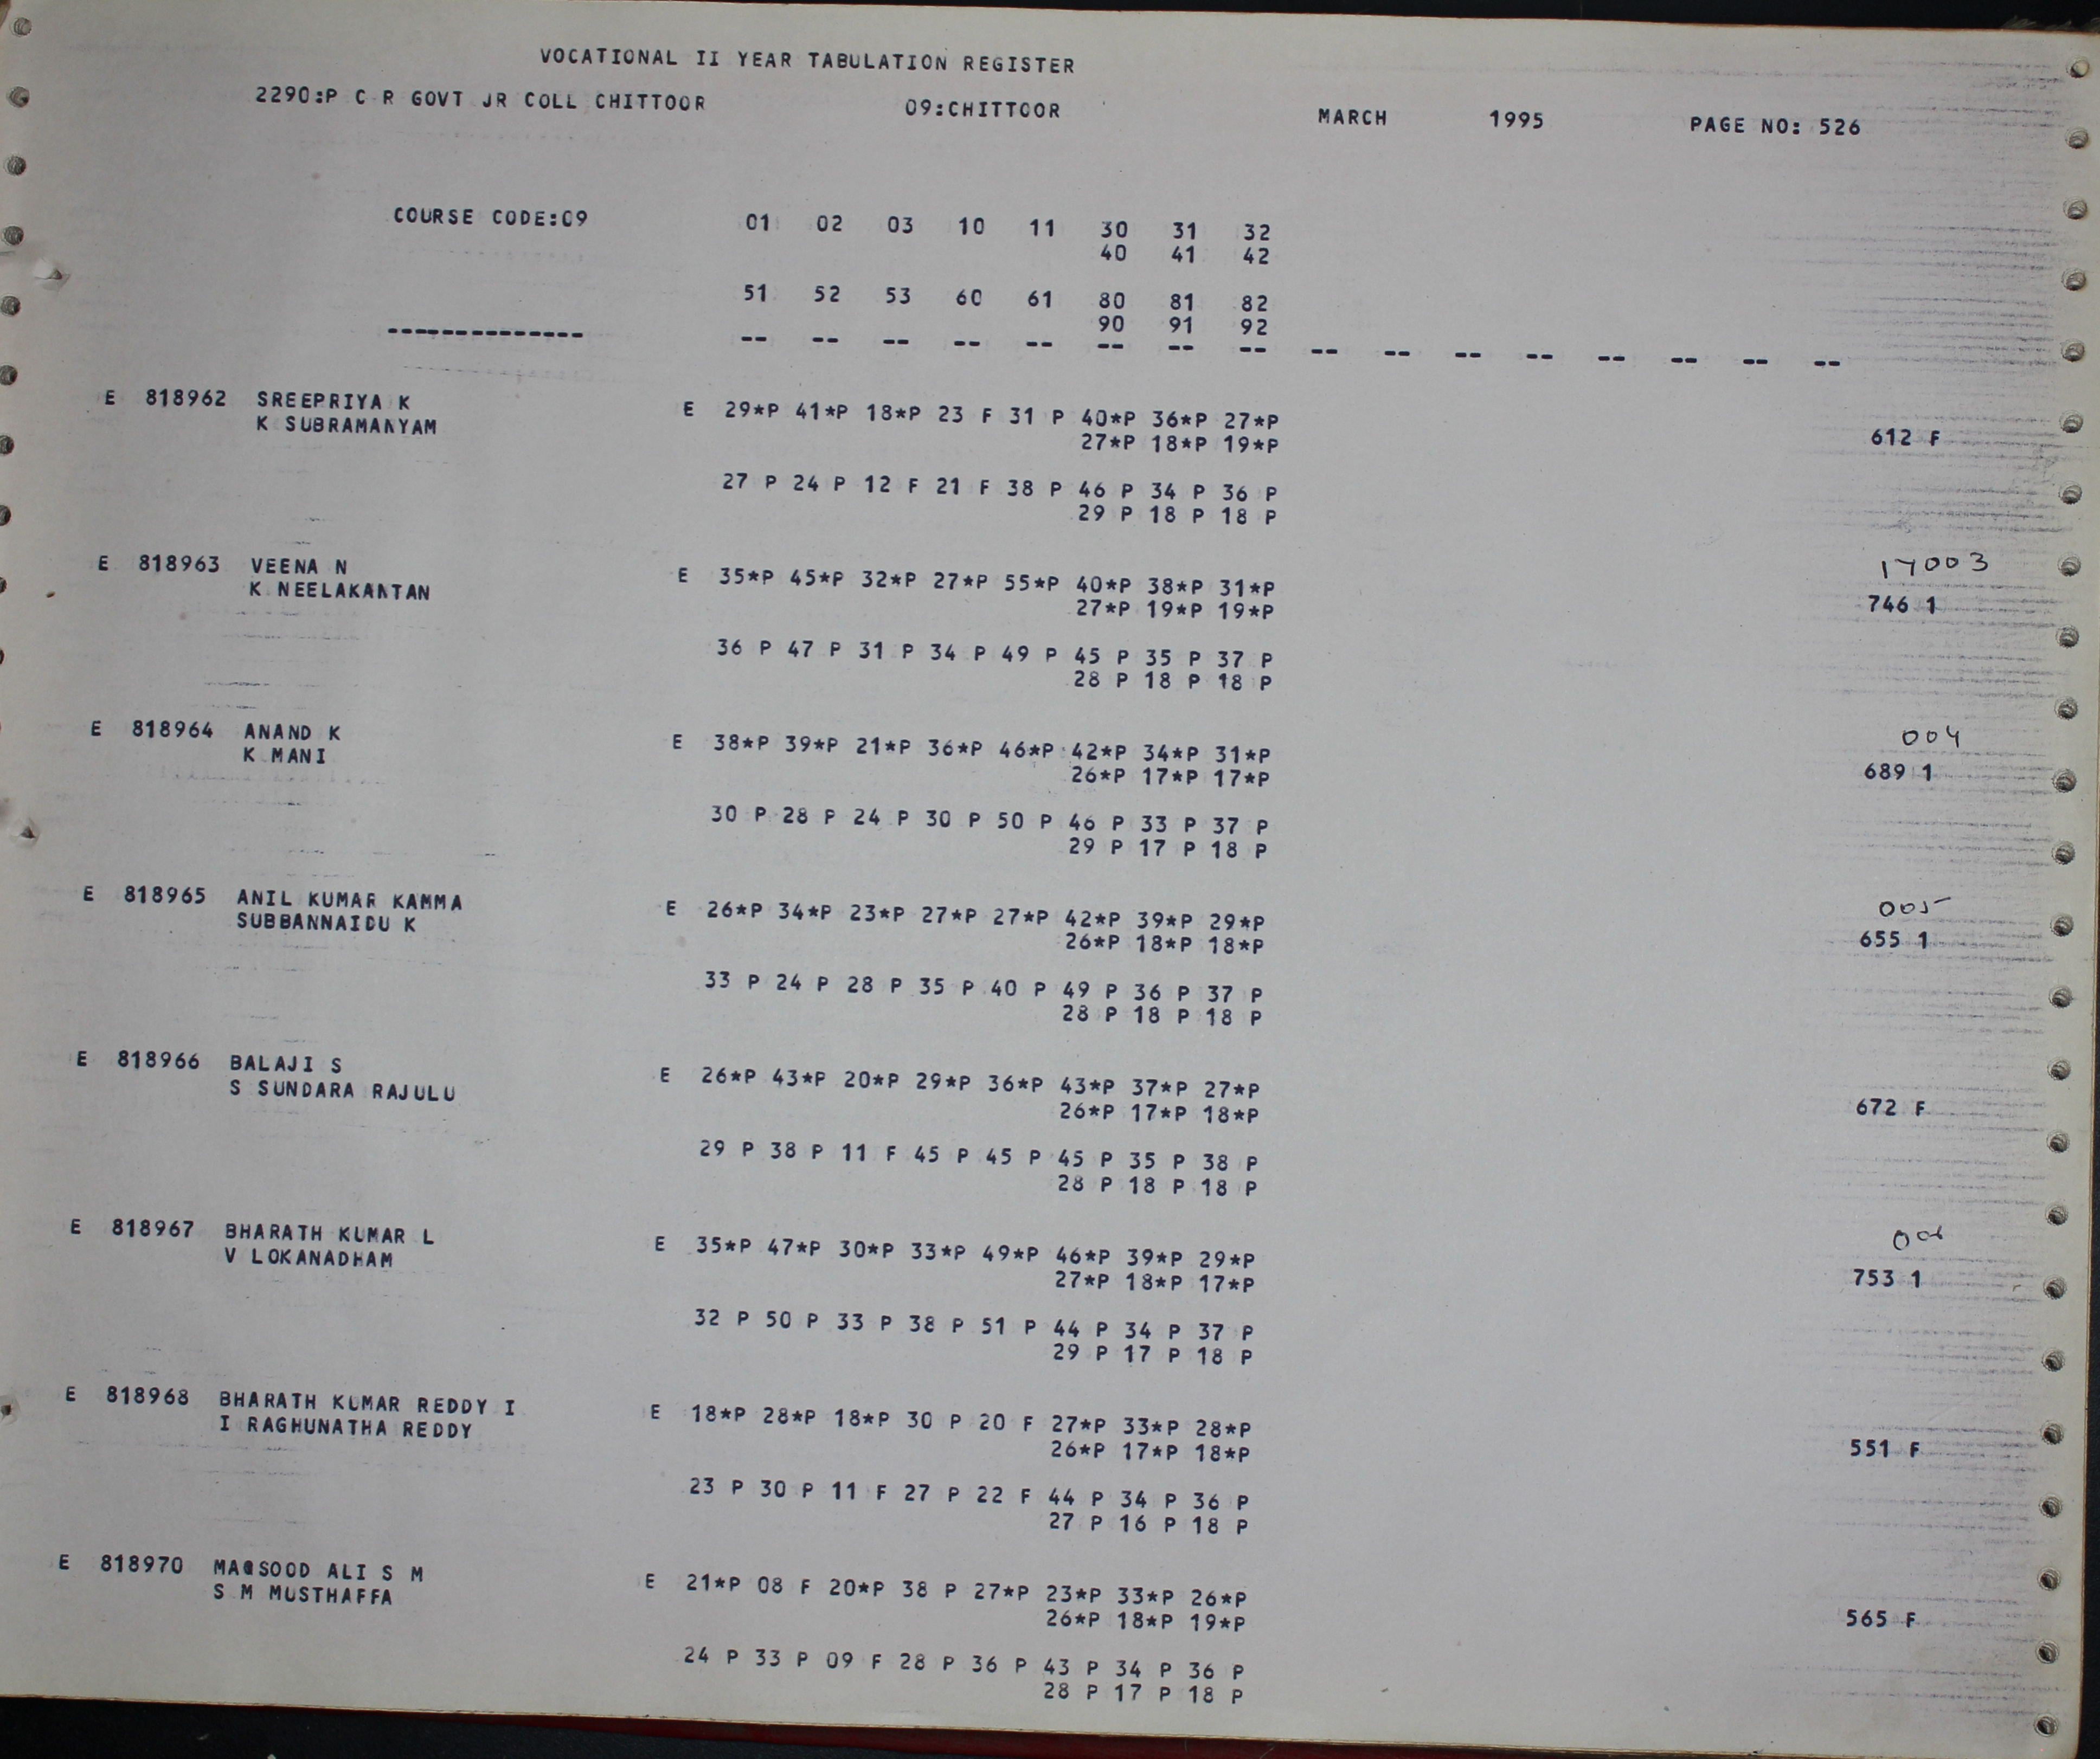 VOCATIONAL II YEAR TABULATION REGISTER
2290:P C R GOVT JR COLL CHITTOOR 09:CHITTOOR MARCH 1995 PAGE NO: 526
COURSE CODE:09 01 02 03 10 11 30 31 32
40 41 42
51 52 53 60 61 80 81 82
90 91 92
-------------- -- -- -- -- -- -- -- -- -- -- -- -- -- -- -- --
E 818962 SREEPRIYA K E 29*P 41*P 18*P 23 F 31 P 40*P 36*P 27*P
K SUBRAMANYAM 27*P 18*P 19*P 612 F
27 P 24 P 12 F 21 F 38 P 46 P 34 P 36 P
29 P 18 P 18 P
17003
E 818963 VEENA N E 35*P 45*P 32*P 27*P 55*P 40*P 38*P 31*P
K NEELAKANTAN 27*P 19*P 19*P 746 1
36 P 47 P 31 P 34 P 49 P 45 P 35 P 37 P
28 P 18 P 18 P
004
E 818964 ANAND K E 38*P 39*P 21*P 36*P 46*P 42*P 34*P 31*P
K MANI 26*P 17*P 17*P 689 1
30 P 28 P 24 P 30 P 50 P 46 P 33 P 37 P
29 P 17 P 18 P
005
E 818965 ANIL KUMAR KAMMA E 26*P 34*P 23*P 27*P 27*P 42*P 39*P 29*P
SUBBANNAIDU K 26*P 18*P 18*P 655 1
33 P 24 P 28 P 35 P 40 P 49 P 36 P 37 P
28 P 18 P 18 P
E 818966 BALAJI S E 26*P 43*P 20*P 29*P 36*P 43*P 37*P 27*P
S SUNDARA RAJULU 26*P 17*P 18*P 672 F
29 P 38 P 11 F 45 P 45 P 45 P 35 P 38 P
28 P 18 P 18 P
006
E 818967 BHARATH KUMAR L E 35*P 47*P 30*P 33*P 49*P 46*P 39*P 29*P
V LOKANADHAM 27*P 18*P 17*P 753 1
32 P 50 P 33 P 38 P 51 P 44 P 34 P 37 P
29 P 17 P 18 P
E 818968 BHARATH KUMAR REDDY I E 18*P 28*P 18*P 30 P 20 F 27*P 33*P 28*P
I RAGHUNATHA REDDY 26*P 17*P 18*P 551 F
23 P 30 P 11 F 27 P 22 F 44 P 34 P 36 P
27 P 16 P 18 P
E 818970 MAQSOOD ALI S M E 21*P 08 F 20*P 38 P 27*P 23*P 33*P 26*P
S M MUSTHAFFA 26*P 18*P 19*P 565 F
24 P 33 P 09 F 28 P 36 P 43 P 34 P 36 P
28 P 17 P 18 P